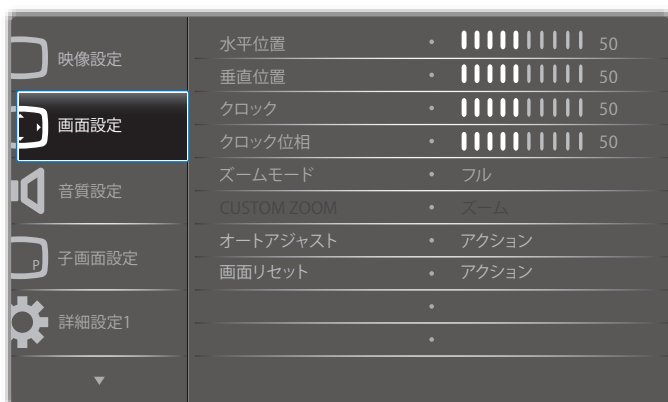 映像設定
画面設定
音質設定
P
子画面設定
詳細設定1
▼
水平位置 • 50
垂直位置 • 50
クロック • 50
クロック位相 • 50
ズームモード • フル
CUSTOM ZOOM • ズーム
オートアジャスト • アクション
画面リセット • アクション
•
•